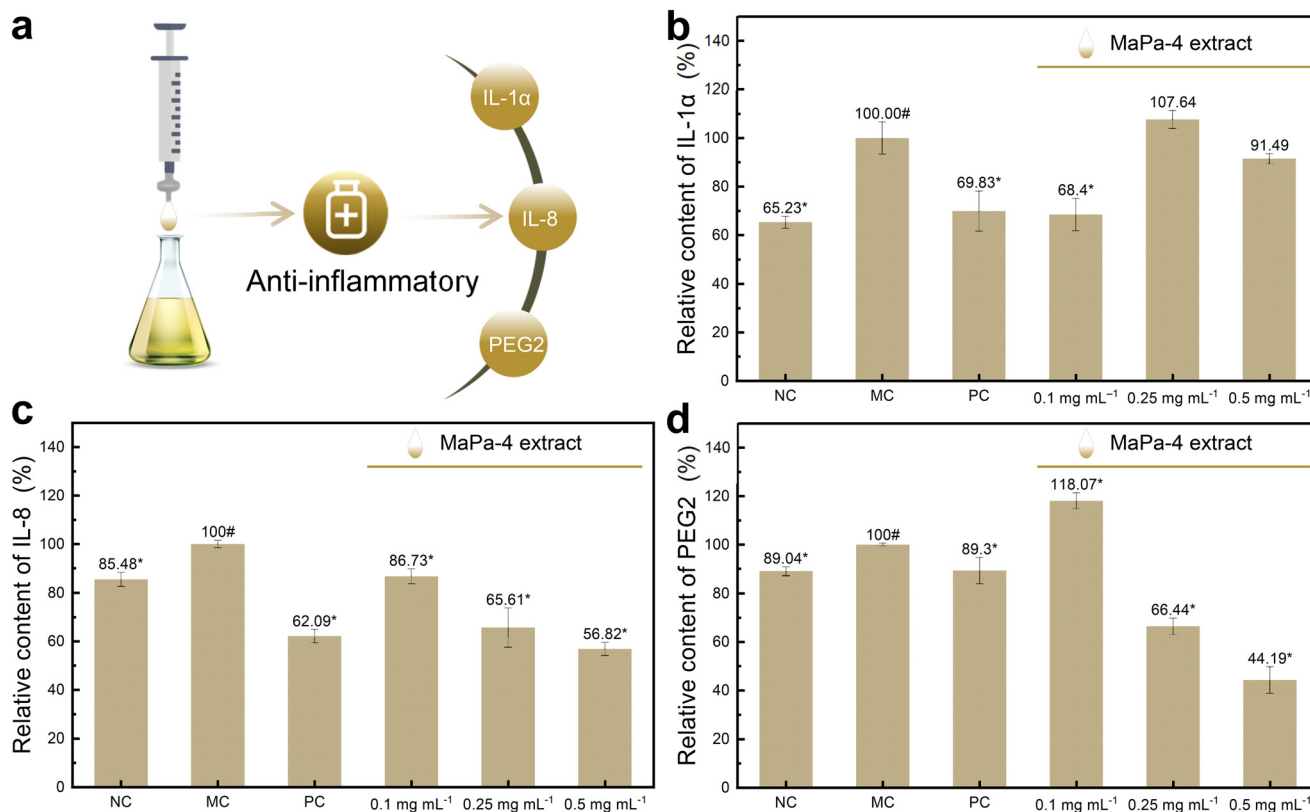 a
IL-1α
IL-8
PEG2
Anti-inflammatory
b
MaPa-4 extract
Relative content of IL-1α (%)
140
120
100
80
60
40
20
0
65.23*
100.00#
69.83*
68.4*
107.64
91.49
NC MC PC 0.1 mg mL⁻¹ 0.25 mg mL⁻¹ 0.5 mg mL⁻¹
c
MaPa-4 extract
Relative content of IL-8 (%)
140
120
100
80
60
40
20
0
85.48*
100#
62.09*
86.73*
65.61*
56.82*
NC MC PC 0.1 mg mL⁻¹ 0.25 mg mL⁻¹ 0.5 mg mL⁻¹
d
MaPa-4 extract
Relative content of PEG2 (%)
140
120
100
80
60
40
20
0
89.04*
100#
89.3*
118.07*
66.44*
44.19*
NC MC PC 0.1 mg mL⁻¹ 0.25 mg mL⁻¹ 0.5 mg mL⁻¹